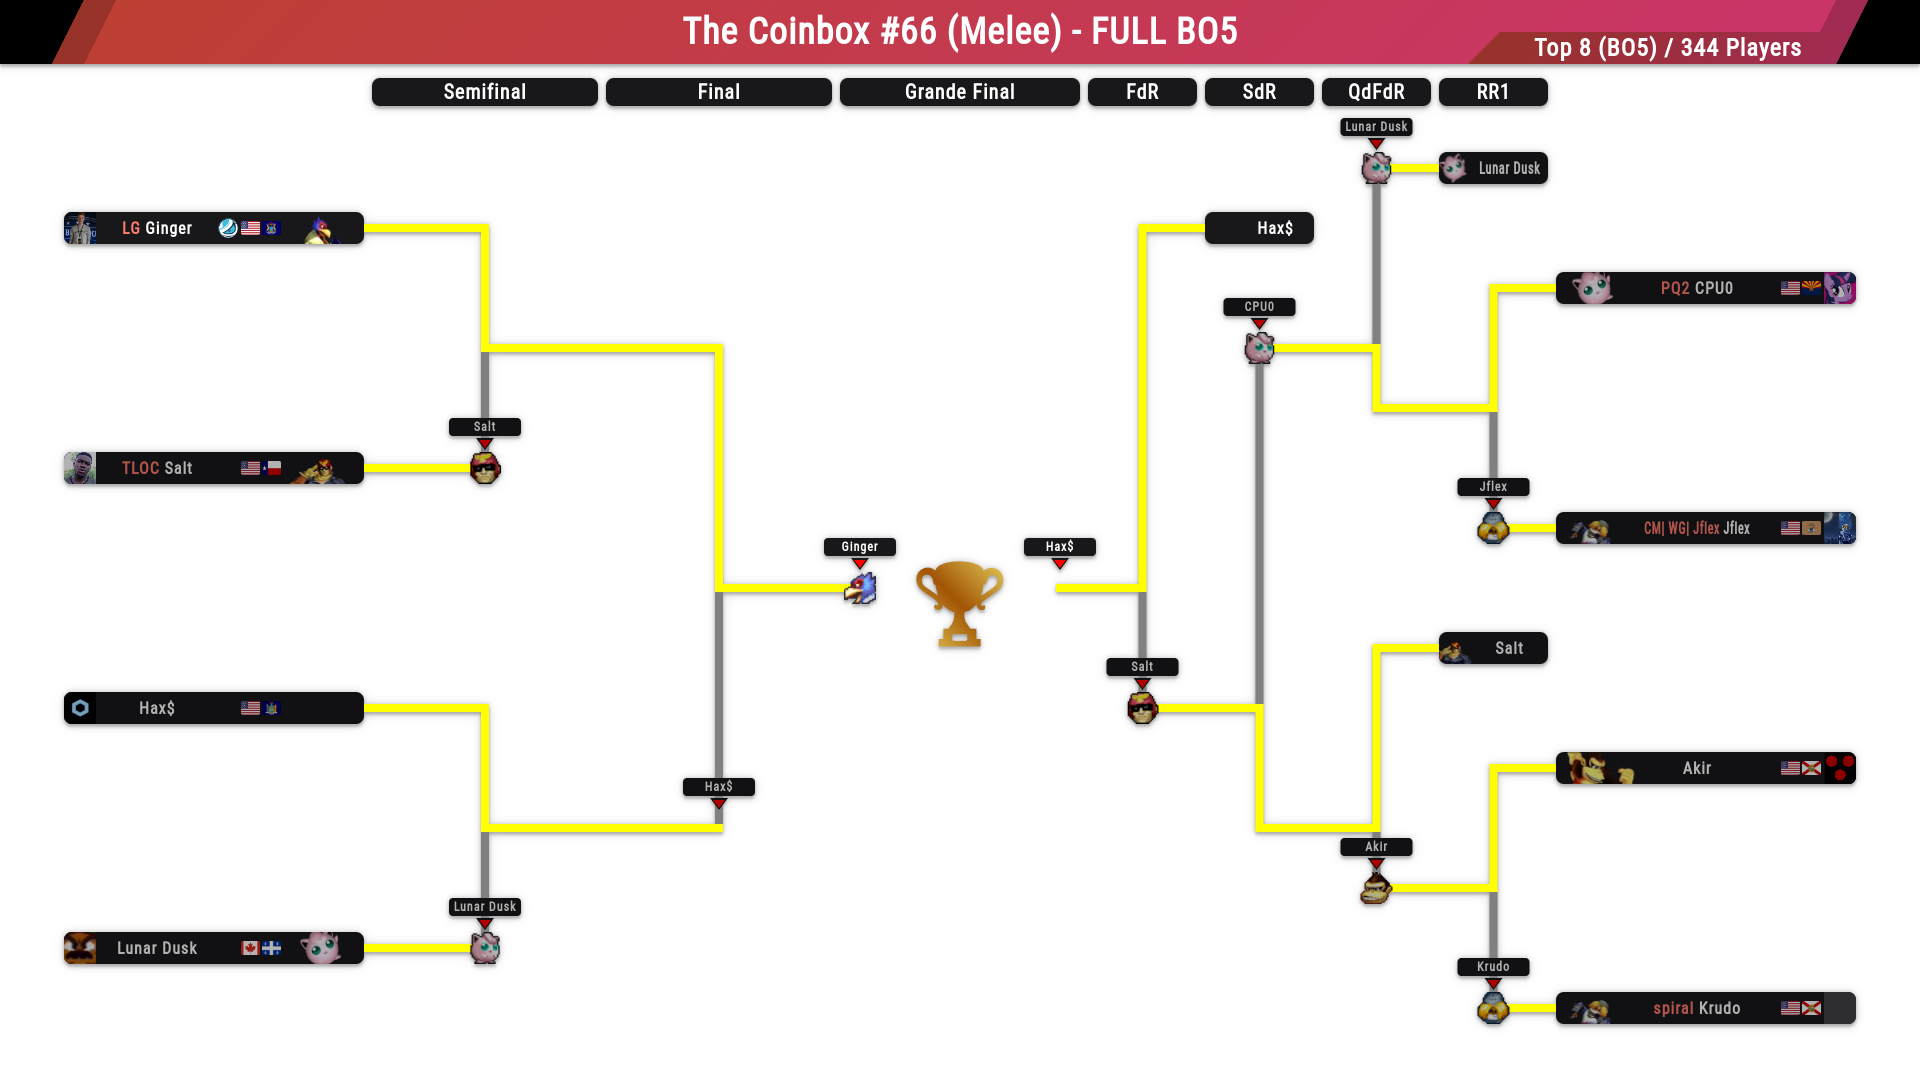 The Coinbox #66 (Melee) - FULL BO5
Top 8 (BO5) / 344 Players
Semifinal
Final
Grande Final
FdR
SdR
QdFdR
RR1
LG Ginger
Salt
TLOC Salt
Hax$
Hax$
Lunar Dusk
Lunar Dusk
Ginger
Hax$
Hax$
Salt
CPU0
Lunar Dusk
Lunar Dusk
PQ2 CPU0
Jflex
CM| WG| Jflex Jflex
Salt
Akir
Akir
Krudo
spiral Krudo